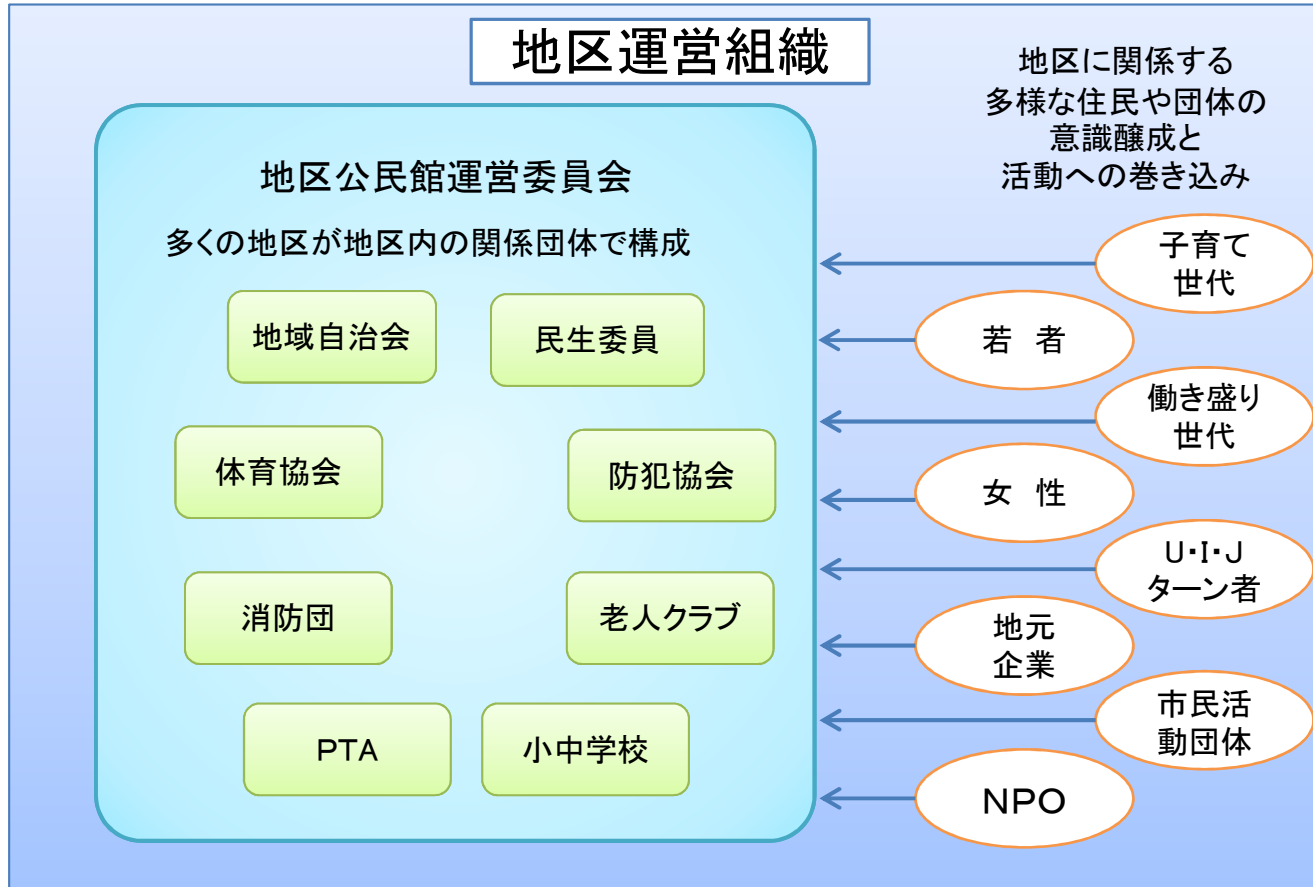 地区運営組織
地区に関係する
多様な住民や団体の
意識醸成と
活動への巻き込み
地区公民館運営委員会
多くの地区が地区内の関係団体で構成
地域自治会
民生委員
体育協会
防犯協会
消防団
老人クラブ
PTA
小中学校
子育て
世代
若　者
働き盛り
世代
女　性
U・I・J
ターン者
地元
企業
市民活
動団体
NPO